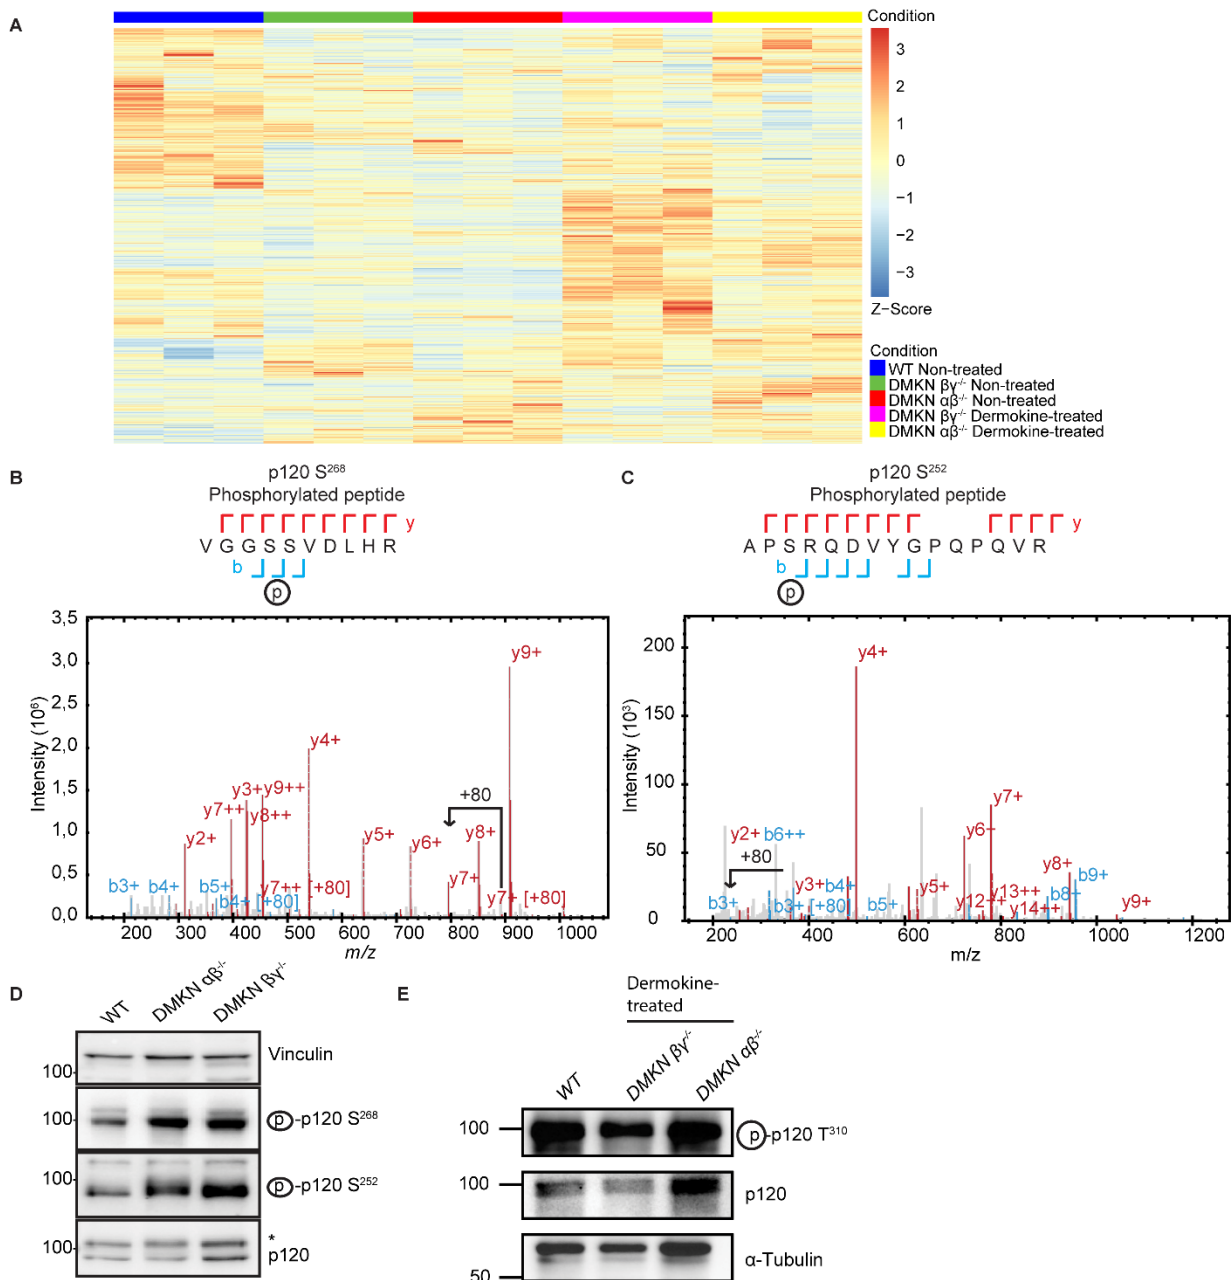 A
Condition
3
2
1
0
−1
−2
−3
Z−Score
Condition
WT Non-treated
DMKN βγ-/- Non-treated
DMKN αβ-/- Non-treated
DMKN βγ-/- Dermokine-treated
DMKN αβ-/- Dermokine-treated
B
p120 S268
Phosphorylated peptide
y
V G G S S V D L H R
b
p
3,5
3,0
2,5
2,0
1,5
1,0
0,5
0,0
Intensity (10⁶)
y9+
y4+
y3+ y9++
y7++ y8++
+80
y2+
y5+
y6+
y8+
b3+ b4+ b5+ y7++ [+80] y7+
b4+ [+80] y7+ [+80]
200 300 400 500 600 700 800 900 1000
m/z
C
p120 S252
Phosphorylated peptide
y
A P S R Q D V Y G P Q P Q V R
b
p
200
150
100
50
0
Intensity (10³)
y4+
y7+
y6+
y2+ b6++
+80
y8+
b9+
y3+ b4+ y5+ y13++ b8+
b3+ b3+ [+80] b5+ y12++ y14++ y9+
200 400 600 800 1000 1200
m/z
D
WT
DMKN αβ-/-
DMKN βγ-/-
100
Vinculin
100
p-p120 S268
100
p-p120 S252
100
*
p120
E
Dermokine-
treated
WT
DMKN βγ-/-
DMKN αβ-/-
100
p-p120 T310
100
p120
α-Tubulin
50